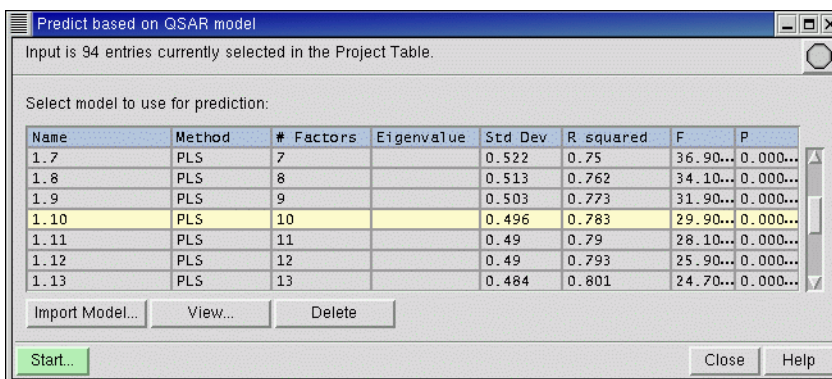 Predict based on QSAR model
Input is 94 entries currently selected in the Project Table.
Select model to use for prediction:
Name Method # Factors Eigenvalue Std Dev R squared F P
1.7 PLS 7 0.522 0.75 36.90... 0.000...
1.8 PLS 8 0.513 0.762 34.10... 0.000...
1.9 PLS 9 0.503 0.773 31.90... 0.000...
1.10 PLS 10 0.496 0.783 29.90... 0.000...
1.11 PLS 11 0.49 0.79 28.10... 0.000...
1.12 PLS 12 0.49 0.793 25.90... 0.000...
1.13 PLS 13 0.484 0.801 24.70... 0.000...
Import Model... View... Delete
Start... Close Help